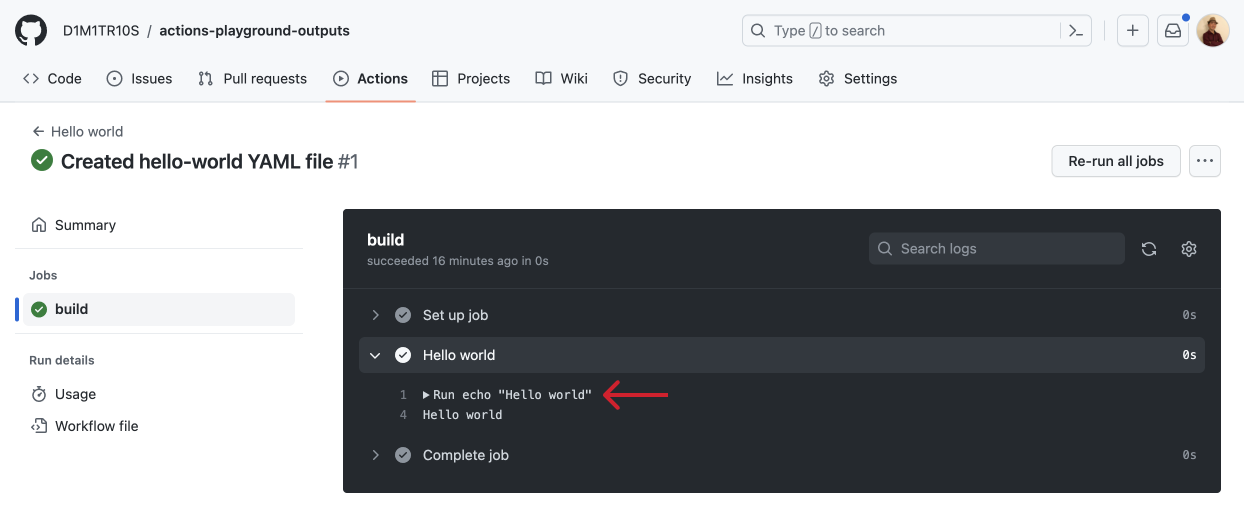 D1M1TR10S / actions-playground-outputs
Type / to search
Code Issues Pull requests Actions Projects Wiki Security Insights Settings
← Hello world
Created hello-world YAML file #1
Re-run all jobs
Summary
Jobs
build
Run details
Usage
Workflow file
build
succeeded 16 minutes ago in 0s
Search logs
Set up job 0s
Hello world 0s
1 Run echo "Hello world"
4 Hello world
Complete job 0s